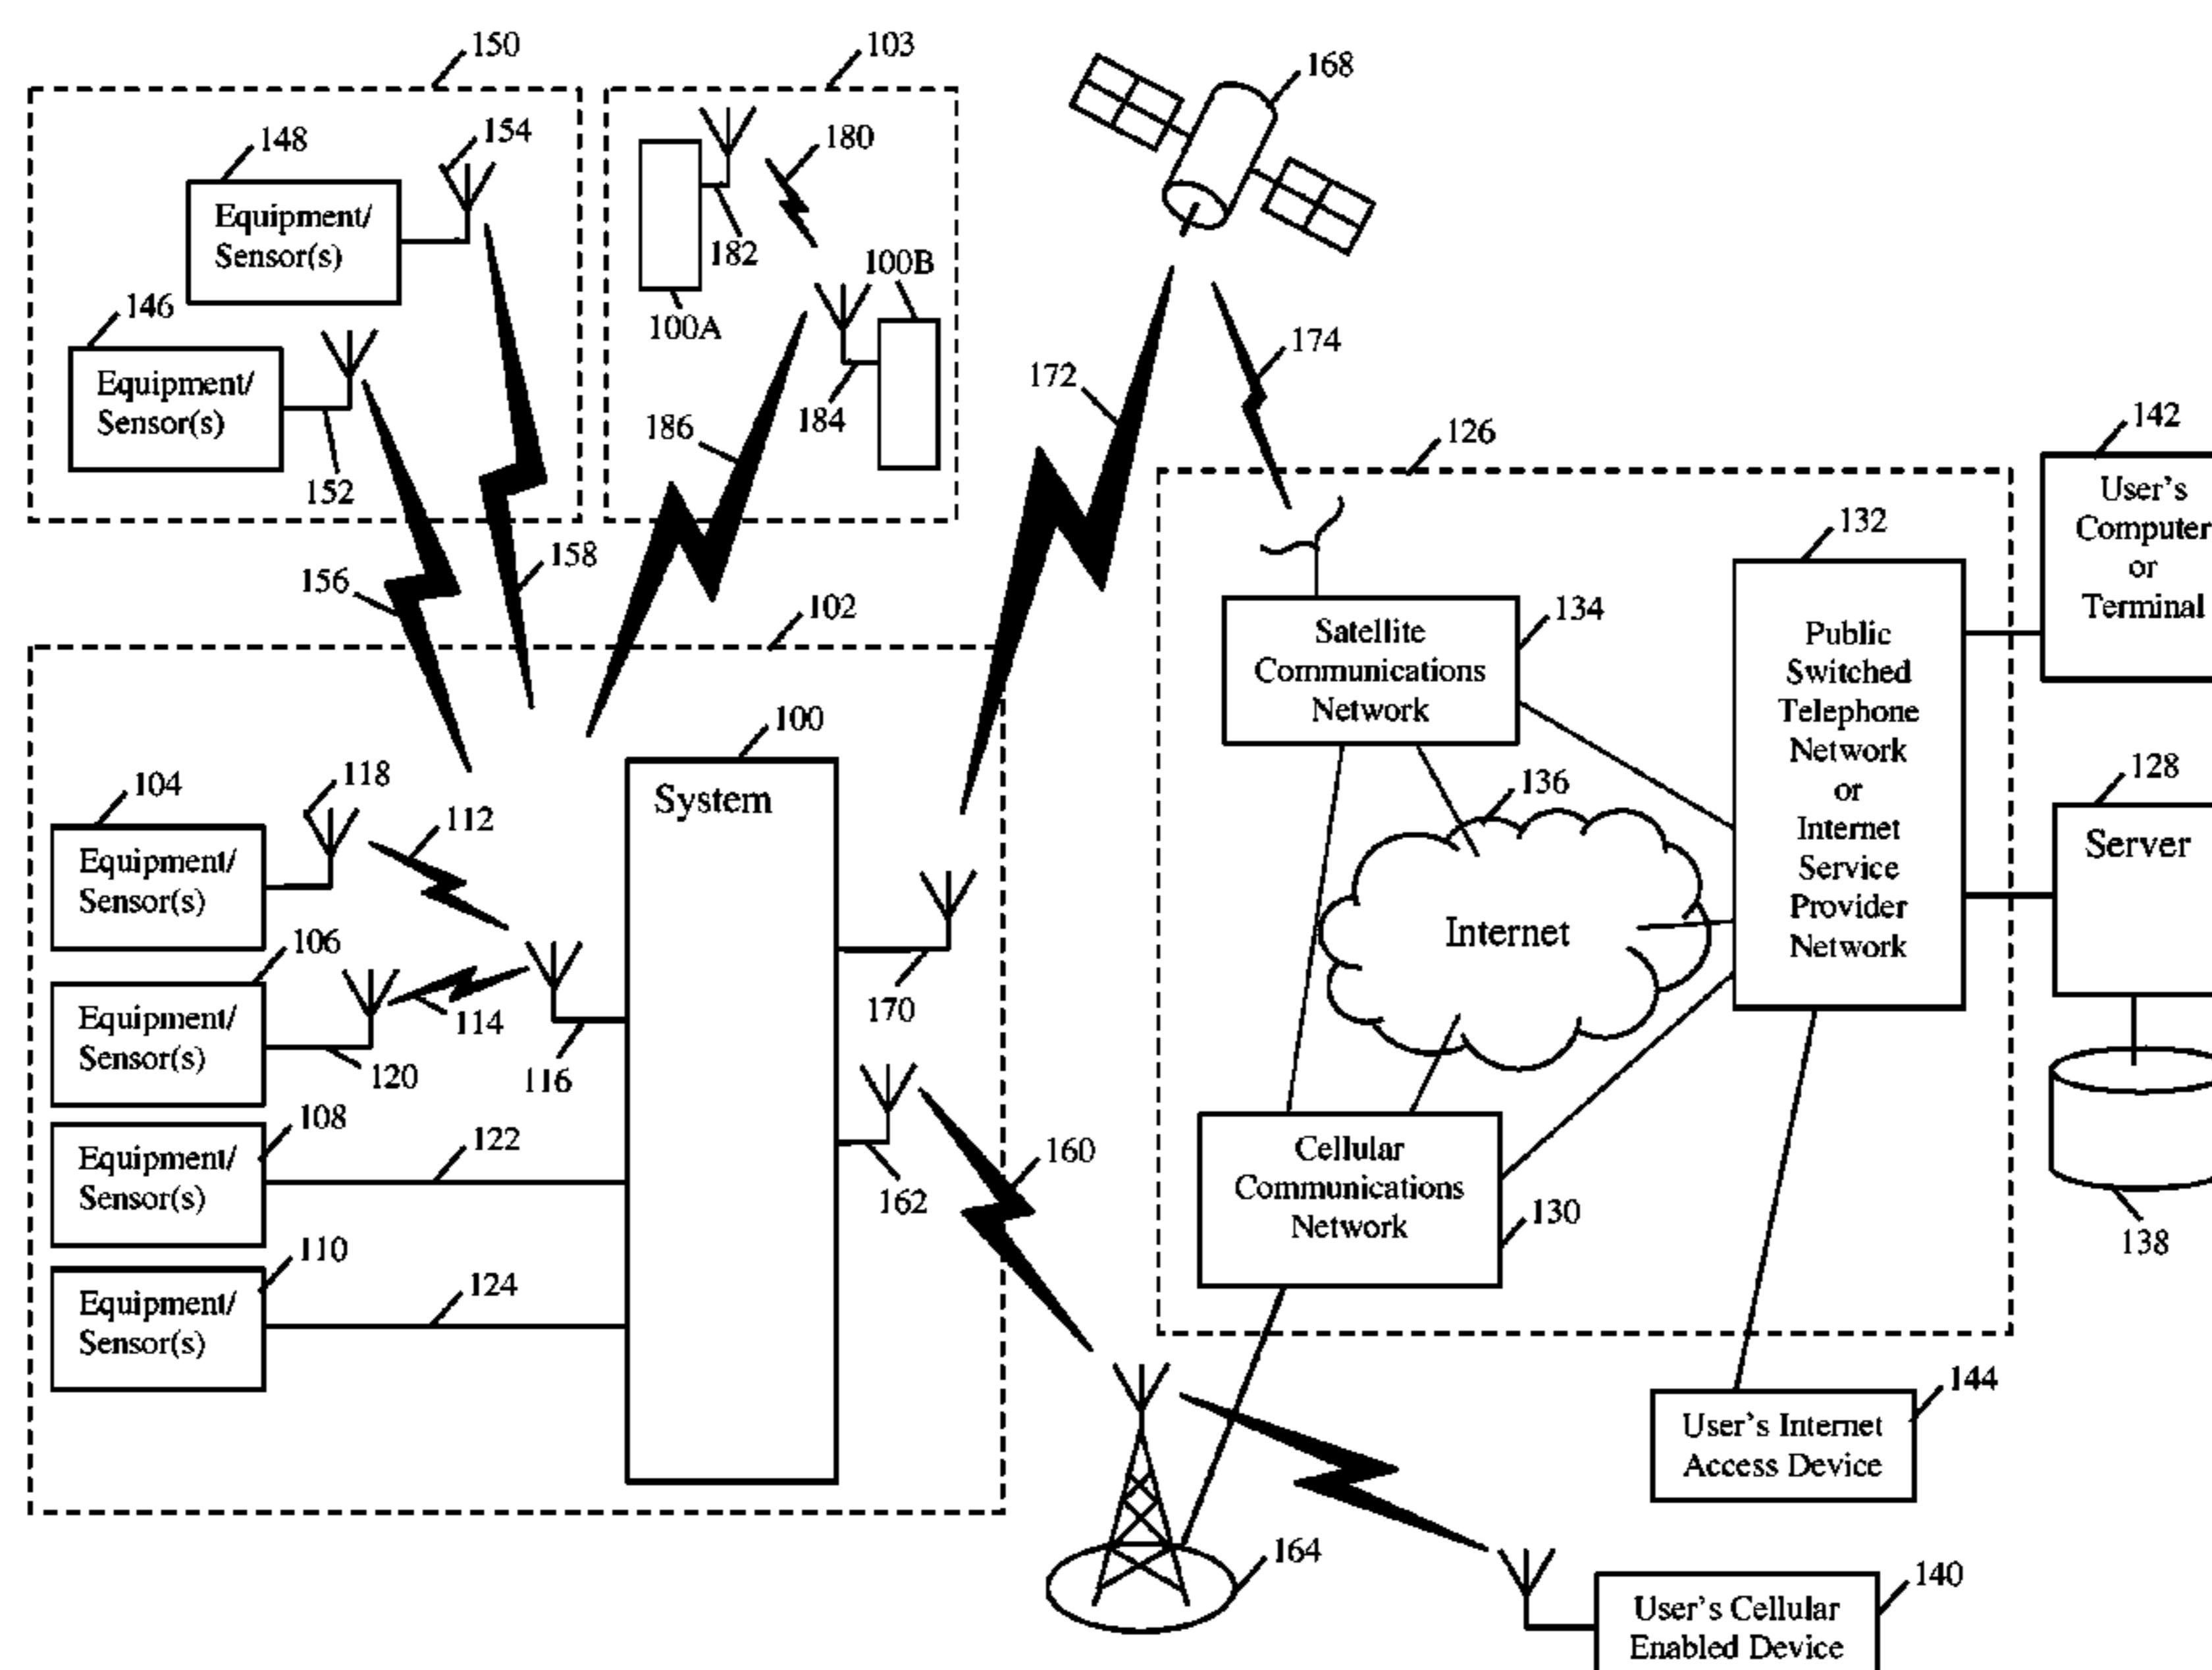 150
103
168
148
154
180
Equipment/
Sensor(s)
182
100B
146
100A
174
Equipment/
Sensor(s)
172
184
186
126
142
152
User's
Computer
or
Terminal
132
158
156
102
134
Satellite
Communications
Network
Public
Switched
Telephone
Network
or
Internet
Service
Provider
Network
100
System
118
104
136
128
112
Equipment/
Sensor(s)
Server
106
Internet
170
114
Equipment/
Sensor(s)
120
116
108
122
160
Cellular
Communications
Network
Equipment/
Sensor(s)
162
130
138
110
124
Equipment/
Sensor(s)
144
User's Internet
Access Device
164
140
User's Cellular
Enabled Device